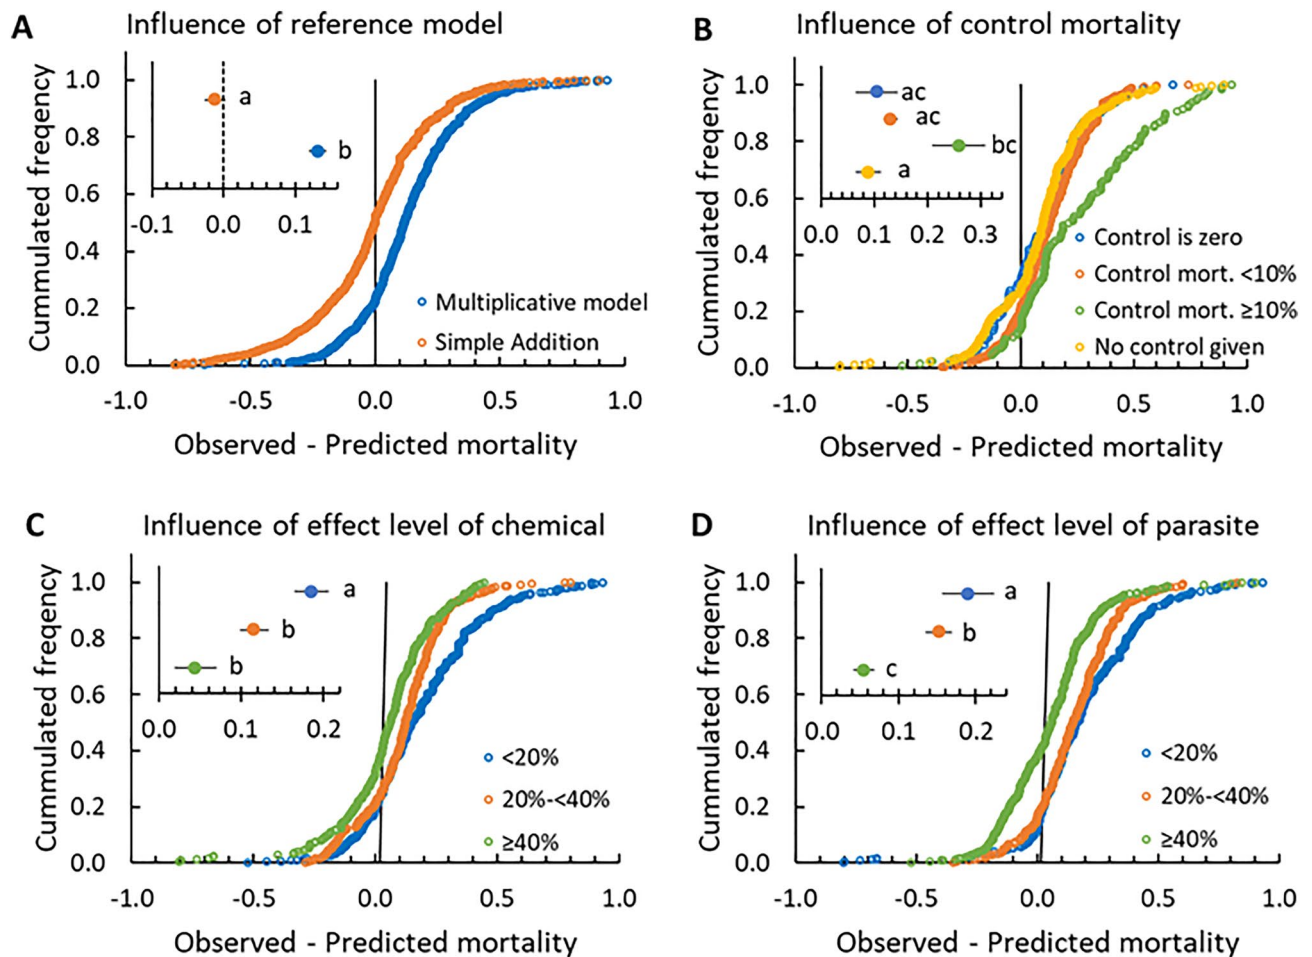 A Influence of reference model
Cummulated freqency
1.0
0.8
0.6
0.4
0.2
0.0
a
b
-0.1 0.0 0.1
Multiplicative model
Simple Addition
-1.0 -0.5 0.0 0.5 1.0
Observed - Predicted mortality
B Influence of control mortality
Cummulated freqency
1.0
0.8
0.6
0.4
0.2
0.0
ac
ac
bc
a
0.0 0.1 0.2 0.3
Control is zero
Control mort. <10%
Control mort. ≥10%
No control given
-1.0 -0.5 0.0 0.5 1.0
Observed - Predicted mortality
C Influence of effect level of chemical
Cummulated freqency
1.0
0.8
0.6
0.4
0.2
0.0
a
b
b
0.0 0.1 0.2
<20%
20%-<40%
≥40%
-1.0 -0.5 0.0 0.5 1.0
Observed - Predicted mortality
D Influence of effect level of parasite
Cummulated freqency
1.0
0.8
0.6
0.4
0.2
0.0
a
b
c
0.0 0.1 0.2
<20%
20%-<40%
≥40%
-1.0 -0.5 0.0 0.5 1.0
Observed - Predicted mortality